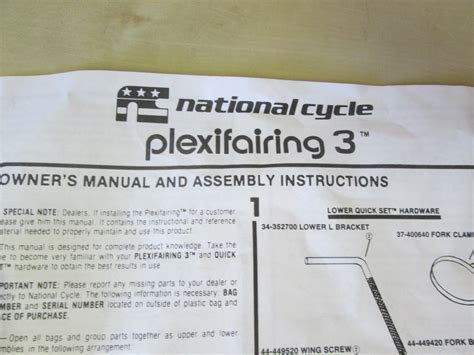 national cycle
plexifairing 3™
OWNER'S MANUAL AND ASSEMBLY INSTRUCTIONS
SPECIAL NOTE: Dealers, If installing the Plexifairing™ for a customer
please give him this manual. It contains the instructional and reference
material needed to properly maintain and use this product.
This manual is designed for complete product knowledge. Take the
to become very familiar with your PLEXIFAIRING 3™ and QUICK
SET™ hardware to obtain the best results in use.
IMPORTANT NOTE: Please report any missing parts to your dealer or
directly to National Cycle. The following information is necessary: BAG
NUMBER and SERIAL NUMBER located on outside of plastic bag and
PLACE OF PURCHASE.
— Open all bags and group parts together as upper and lower
assemblies in the following arrangement.
1
LOWER QUICK SET™ HARDWARE
34-352700 LOWER L BRACKET
37-400640 FORK CLAM
44-449520 WING SCREW
44-449420 FORK B